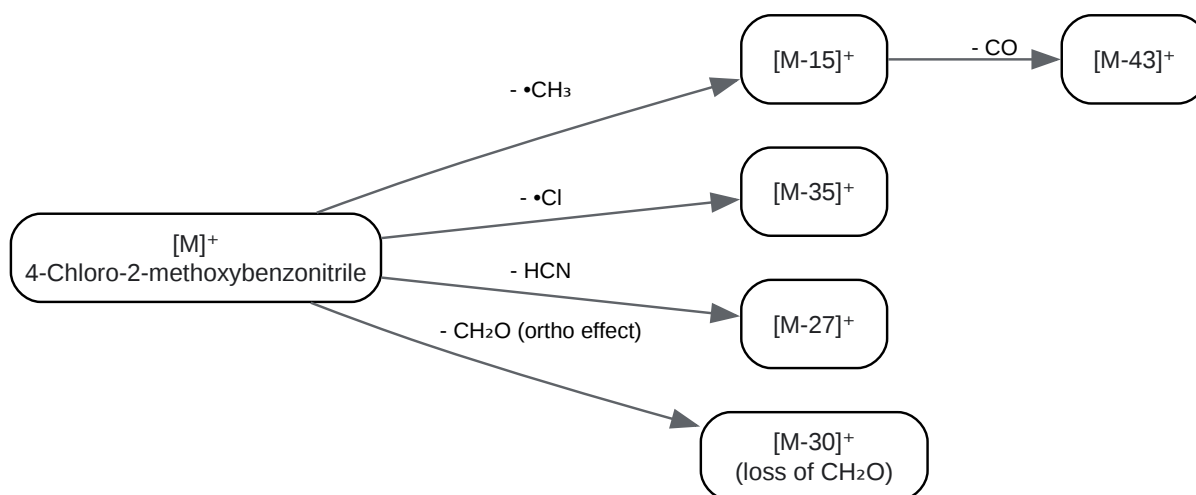 [M-15]⁺
- CO
[M-43]⁺
- •CH₃
- •Cl
[M-35]⁺
[M]⁺
4-Chloro-2-methoxybenzonitrile
- HCN
[M-27]⁺
- CH₂O (ortho effect)
[M-30]⁺
(loss of CH₂O)